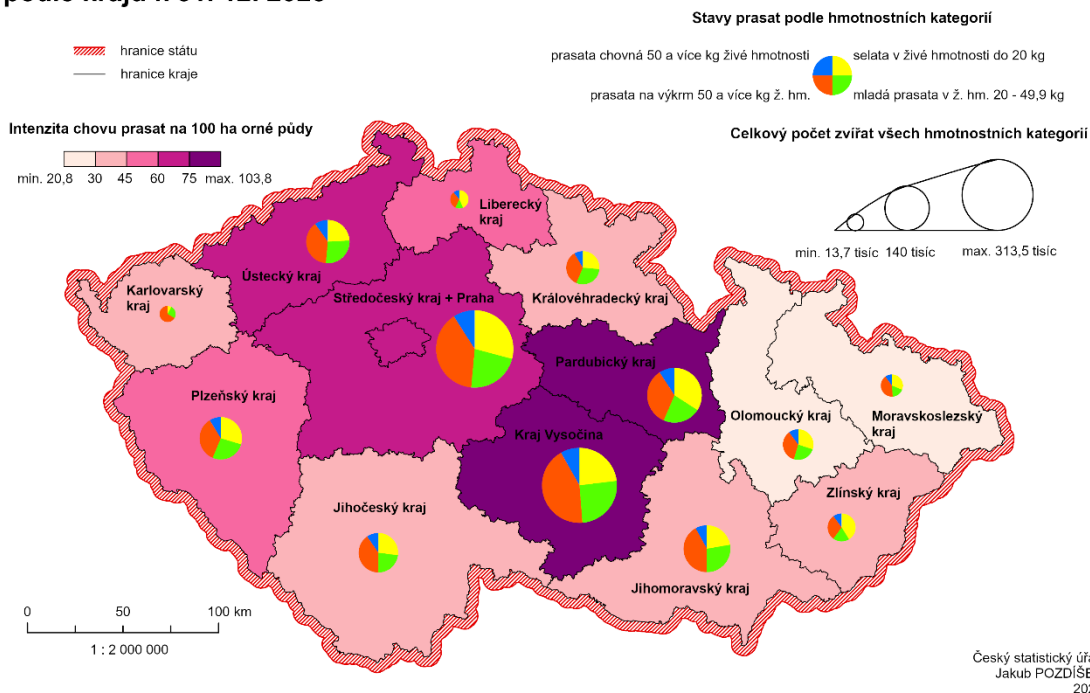 Stavy prasat podle hmotnostních kategorií
hranice státu
hranice kraje
prasata chovná 50 a více kg živé hmotnosti
selata v živé hmotnosti do 20 kg
prasata na výkrm 50 a více kg ž. hm.
mladá prasata v ž. hm. 20 - 49,9 kg
Intenzita chovu prasat na 100 ha orné půdy
min. 20,8 30 45 60 75 max. 103,8
Celkový počet zvířat všech hmotnostních kategorií
min. 13,7 tisíc 140 tisíc max. 313,5 tisíc
Liberecký
kraj
Ústecký kraj
Karlovarský
kraj
Středočeský kraj + Praha
Královéhradecký kraj
Pardubický kraj
Plzeňský kraj
Olomoucký kraj
Moravskoslezský
kraj
Kraj Vysočina
Jihočeský kraj
Zlínský kraj
Jihomoravský kraj
0 50 100 km
1 : 2 000 000
Český statistický
Jakub